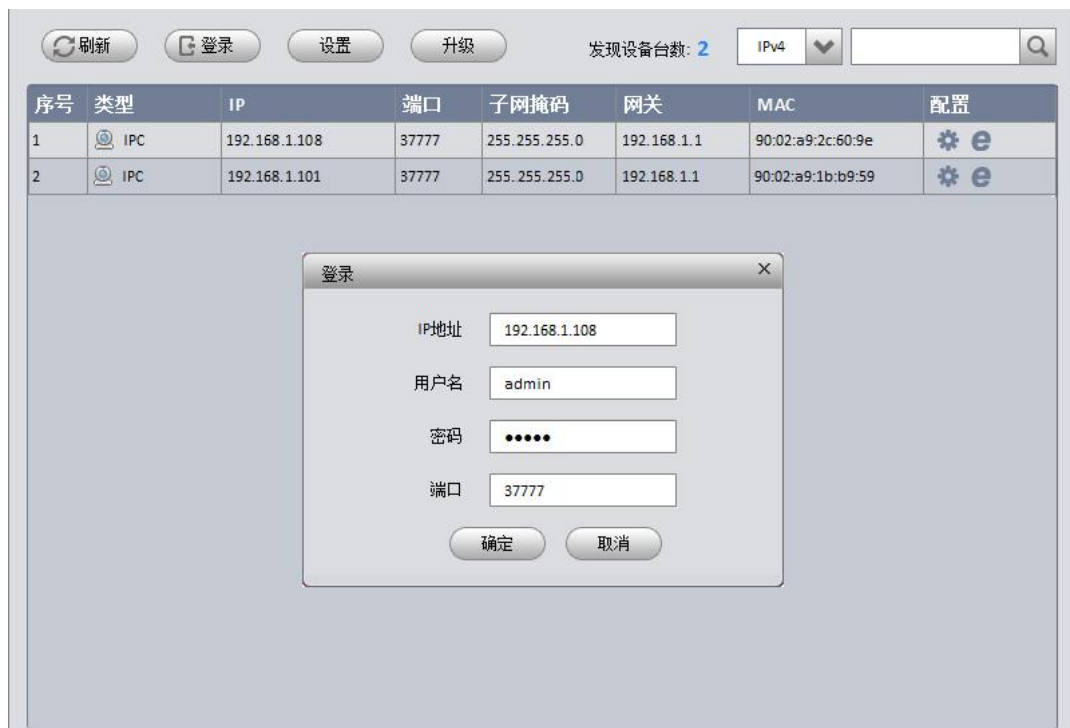 刷新 登录 设置 升级 发现设备台数: 2 IPv4
序号 类型 IP 端口 子网掩码 网关 MAC 配置
1 IPC 192.168.1.108 37777 255.255.255.0 192.168.1.1 90:02:a9:2c:60:9e
2 IPC 192.168.1.101 37777 255.255.255.0 192.168.1.1 90:02:a9:1b:b9:59
登录
IP地址 192.168.1.108
用户名 admin
密码 •••••
端口 37777
确定 取消